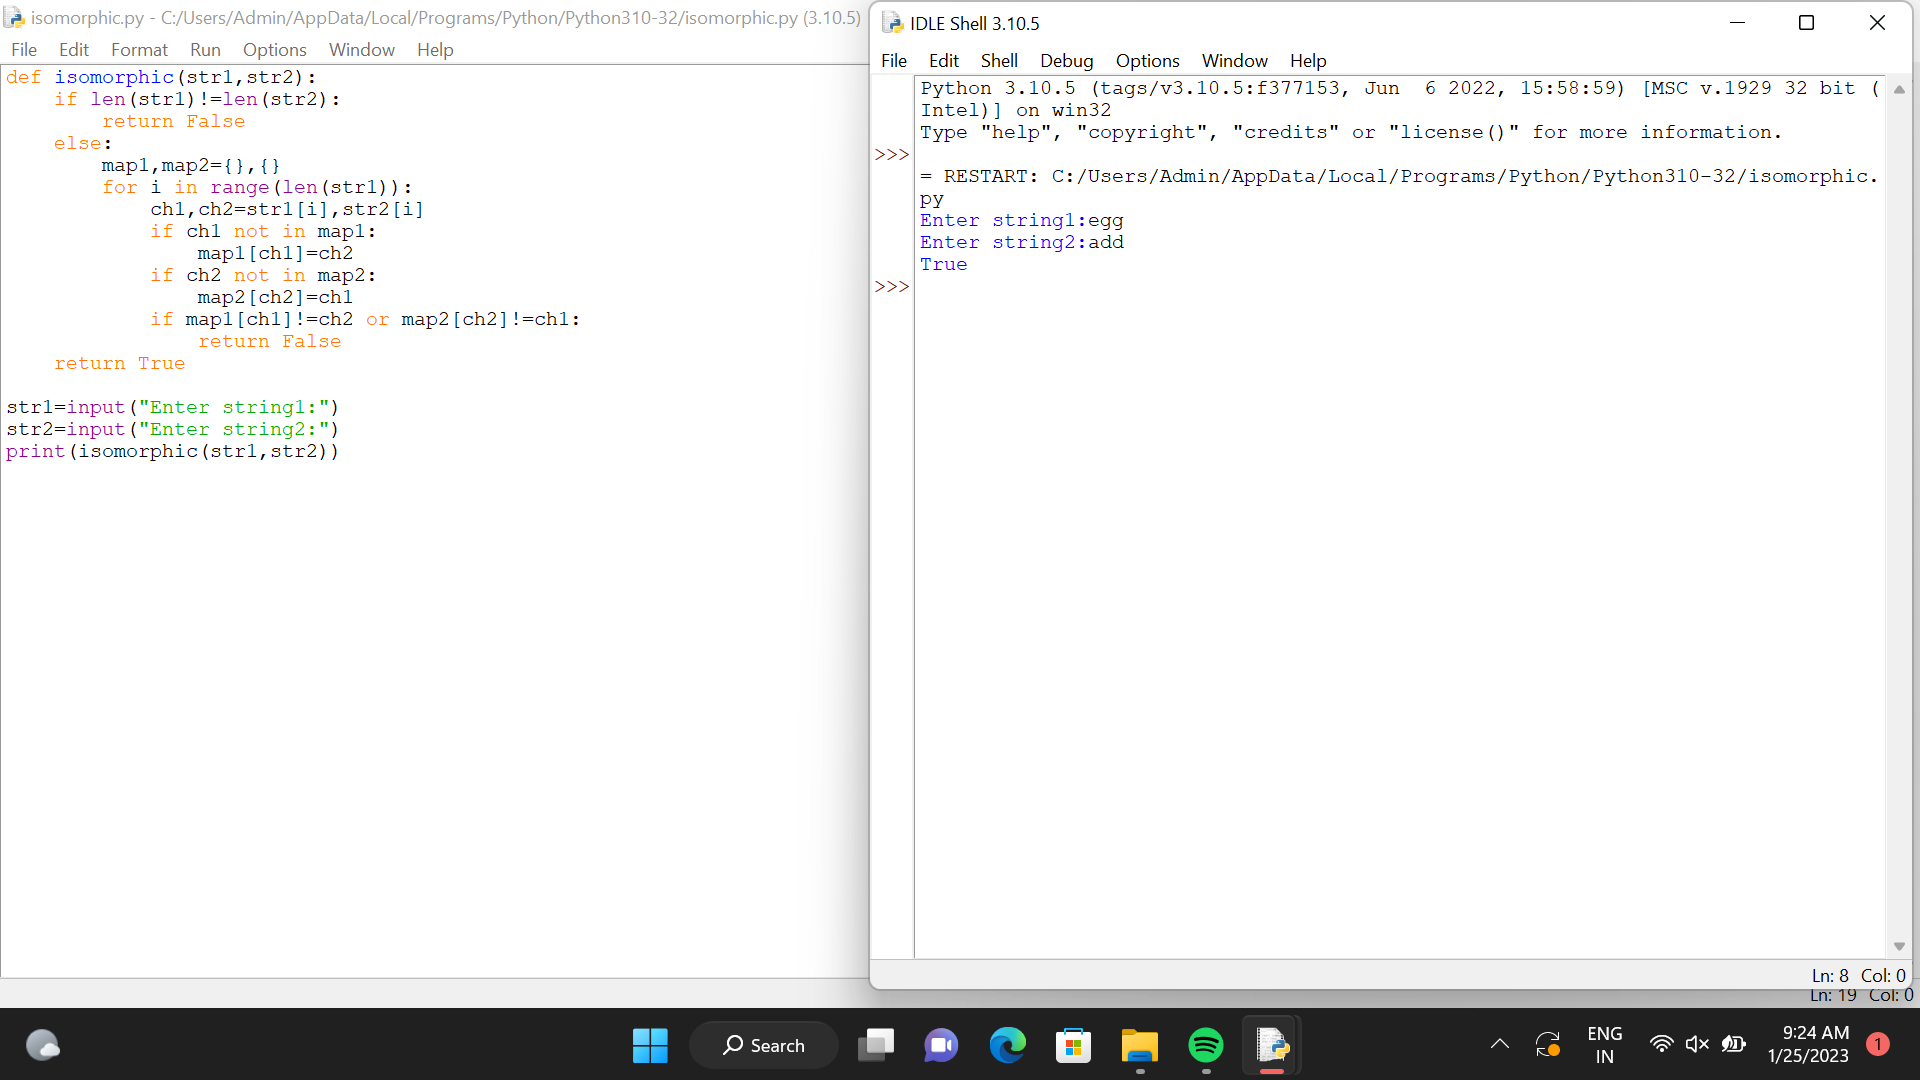 isomorphic.py - C:/Users/Admin/AppData/Local/Programs/Python/Python310-32/isomorphic.py (3.10.5)
File Edit Format Run Options Window Help
def isomorphic(str1,str2):
    if len(str1)!=len(str2):
        return False
    else:
        map1,map2={},{}
        for i in range(len(str1)):
            ch1,ch2=str1[i],str2[i]
            if ch1 not in map1:
                map1[ch1]=ch2
            if ch2 not in map2:
                map2[ch2]=ch1
            if map1[ch1]!=ch2 or map2[ch2]!=ch1:
                return False
    return True

str1=input("Enter string1:")
str2=input("Enter string2:")
print(isomorphic(str1,str2))
IDLE Shell 3.10.5
File Edit Shell Debug Options Window Help
Python 3.10.5 (tags/v3.10.5:f377153, Jun  6 2022, 15:58:59) [MSC v.1929 32 bit (
Intel)] on win32
Type "help", "copyright", "credits" or "license()" for more information.
>>>
= RESTART: C:/Users/Admin/AppData/Local/Programs/Python/Python310-32/isomorphic.
py
Enter string1:egg
Enter string2:add
True
>>>
Ln: 8 Col: 0
Ln: 19 Col: 0
Search
ENG
IN
9:24 AM
1/25/2023
1